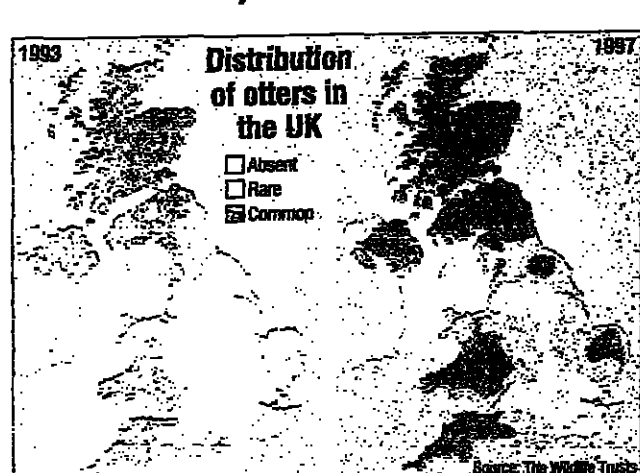 1993
Distribution
of otters in
the UK
Absent
Rare
Common
1997
Source: The Wildlife Trusts